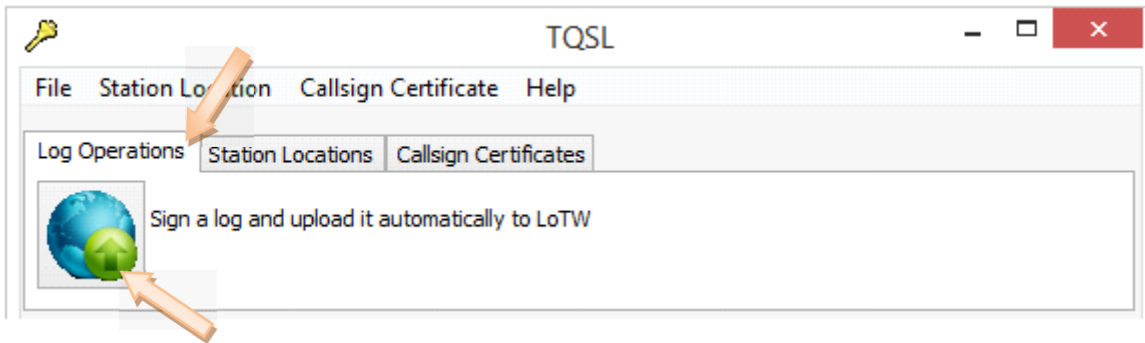 TQSL
File Station Location Callsign Certificate Help
Log Operations Station Locations Callsign Certificates
Sign a log and upload it automatically to LoTW